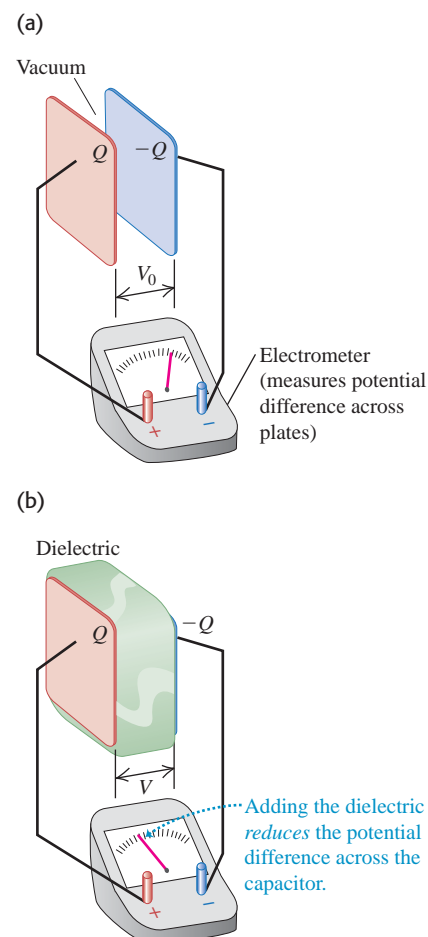 (a)
Vacuum
Q
−Q
V₀
Electrometer
(measures potential
difference across
plates)
+
−
(b)
Dielectric
Q
−Q
V
Adding the dielectric
reduces the potential
difference across the
capacitor.
+
−